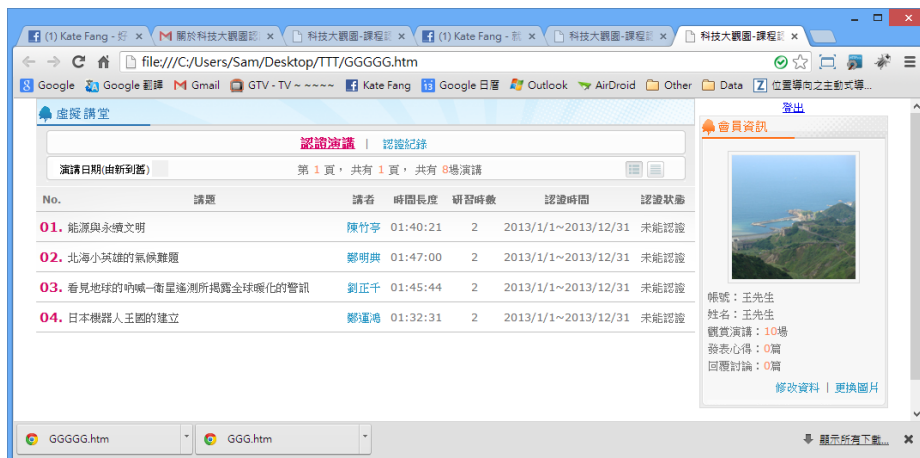 (1) Kate Fang - 好
關於科技大觀園認
科技大觀園-課程
(1) Kate Fang - 
科技大觀園-課程
科技大觀園-課程
file:///C:/Users/Sam/Desktop/TTT/GGGGG.htm
Google Google 翻譯 Gmail GTV - TV ~ ~~~~ Kate Fang Google 日曆 Outlook AirDroid Other Data 位置導向之主動式導...
虛擬講堂
登出
會員資訊
認證演講 | 認證紀錄
演講日期(由新到舊)
第 1 頁, 共有 1 頁, 共有 8場演講
No. 講題 講者 時間長度 研習時數 認證時間 認證狀態
01. 能源與永續文明 陳竹亭 01:40:21 2 2013/1/1~2013/12/31 未能認證
02. 北海小英雄的氣候難題 鄭明典 01:47:00 2 2013/1/1~2013/12/31 未能認證
03. 看見地球的吶喊-衛星遙測所揭露全球暖化的警訊 劉正千 01:45:44 2 2013/1/1~2013/12/31 未能認證
04. 日本機器人王國的建立 鄭運鴻 01:32:31 2 2013/1/1~2013/12/31 未能認證
帳號:王先生
姓名:王先生
觀賞演講:10場
發表心得:0篇
回覆討論:0篇
修改資料 | 更換圖片
GGGGG.htm
GGG.htm
顯示所有下載...